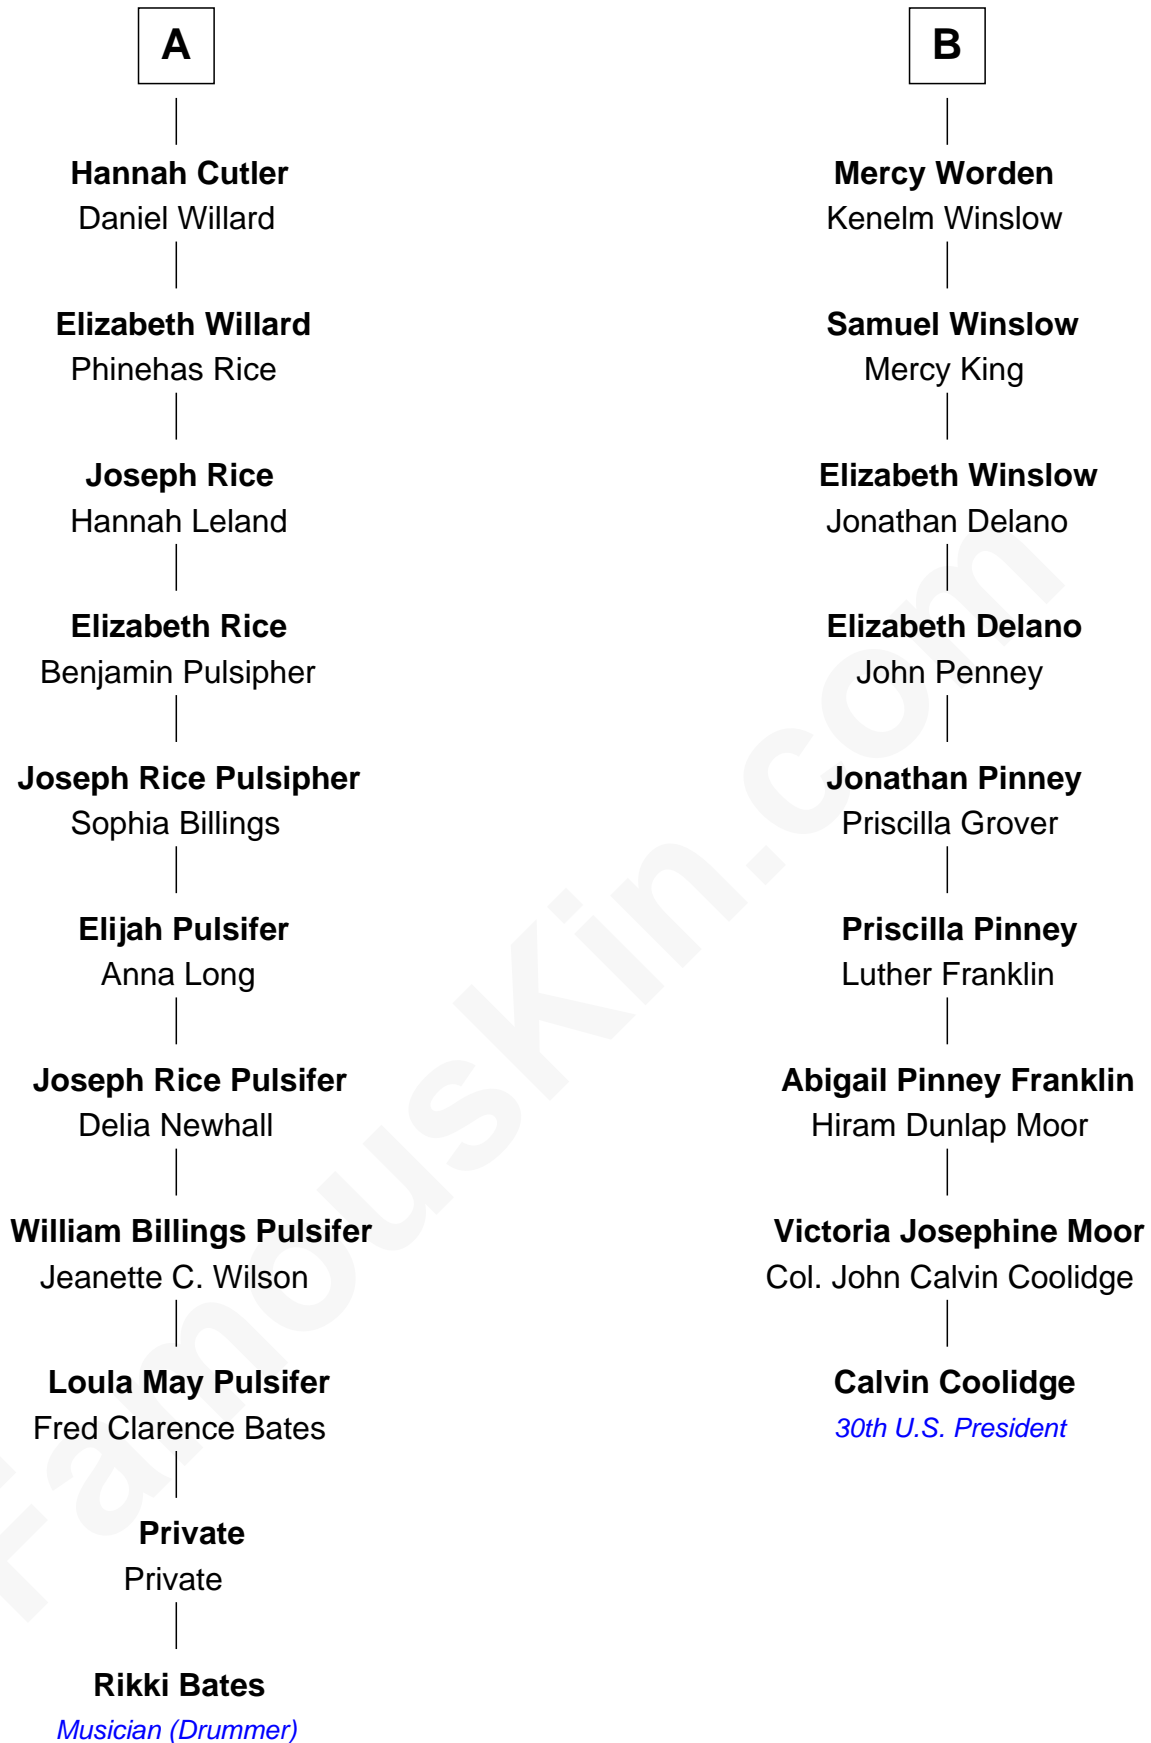 A
Hannah Cutler
Daniel Willard
Elizabeth Willard
Phinehas Rice
Joseph Rice
Hannah Leland
Elizabeth Rice
Benjamin Pulsipher
Joseph Rice Pulsipher
Sophia Billings
Elijah Pulsifer
Anna Long
Joseph Rice Pulsifer
Delia Newhall
William Billings Pulsifer
Jeanette C. Wilson
Loula May Pulsifer
Fred Clarence Bates
Private
Private
Rikki Bates
Musician (Drummer)
B
Mercy Worden
Kenelm Winslow
Samuel Winslow
Mercy King
Elizabeth Winslow
Jonathan Delano
Elizabeth Delano
John Penney
Jonathan Pinney
Priscilla Grover
Priscilla Pinney
Luther Franklin
Abigail Pinney Franklin
Hiram Dunlap Moor
Victoria Josephine Moor
Col. John Calvin Coolidge
Calvin Coolidge
30th U.S. President
FamousKin.com